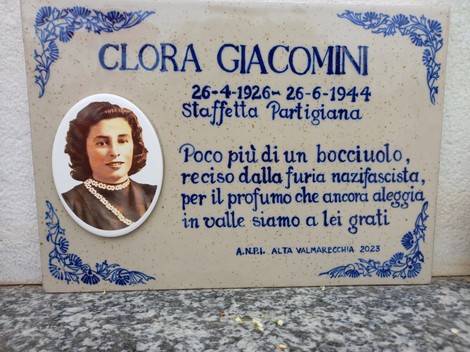 CLORA GIACOMINI
26-4-1926- 26-6-1944
Staffetta Partigiana
Poco più di un bocciuolo,
reciso dalla furia nazifascista,
per il profumo che ancora aleggia
in valle siamo a lei grati
A.N.P.I. ALTA VALMARECCHIA 2023